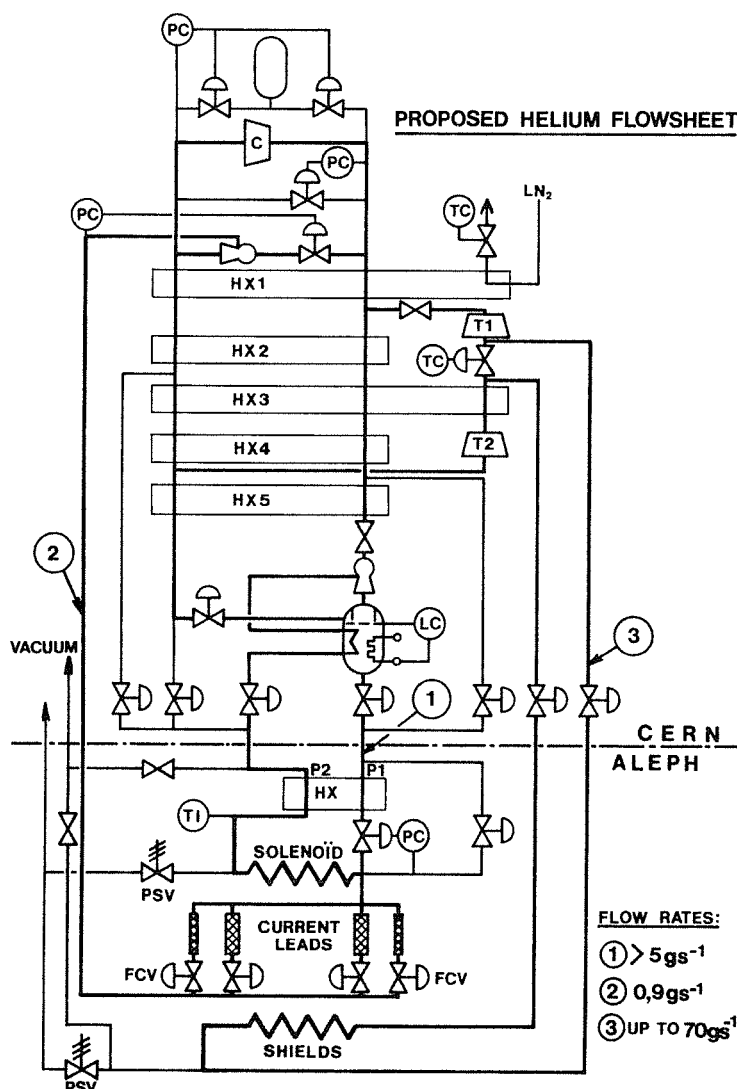 PC
PROPOSED HELIUM FLOWSHEET
C
PC
TC
LN₂
PC
HX1
T1
HX2
TC
HX3
HX4
T2
HX5
2
LC
3
VACUUM
1
CERN
ALEPH
P2
P1
HX
TI
PC
SOLENOÏD
PSV
CURRENT
LEADS
FCV
FCV
FLOW RATES:
1 > 5gs⁻¹
2 0,9gs⁻¹
3 UP TO 70gs⁻¹
SHIELDS
PSV